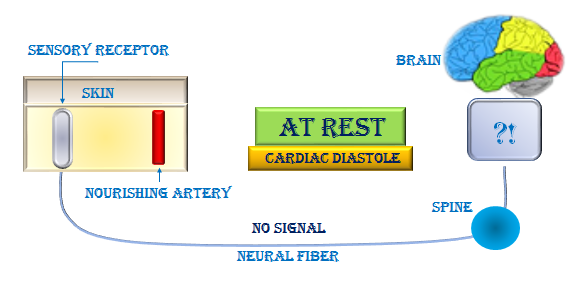 SENSORY RECEPTOR
BRAIN
SKIN
AT REST
?!
CARDIAC DIASTOLE
NOURISHING ARTERY
SPINE
NO SIGNAL
NEURAL FIBER